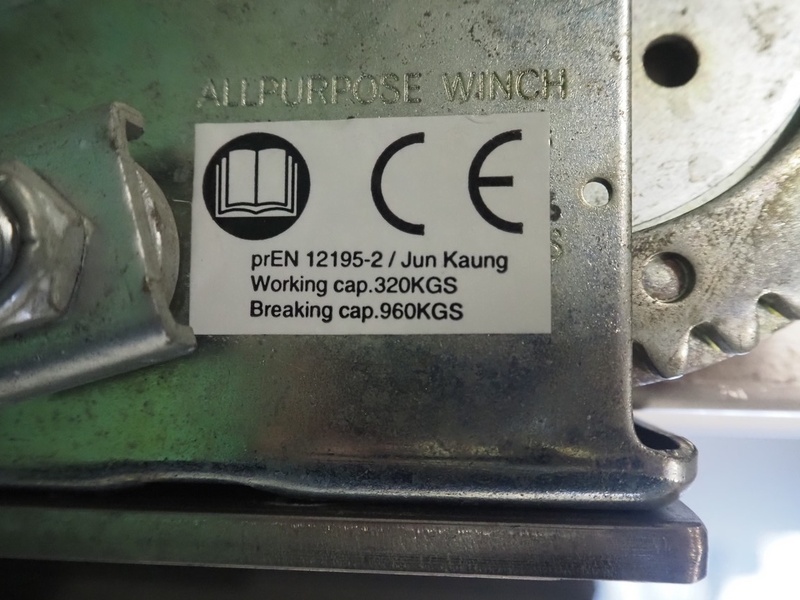 ALLPURPOSE WINCH
CE
prEN 12195-2 / Jun Kaung
Working cap.320KGS
Breaking cap.960KGS